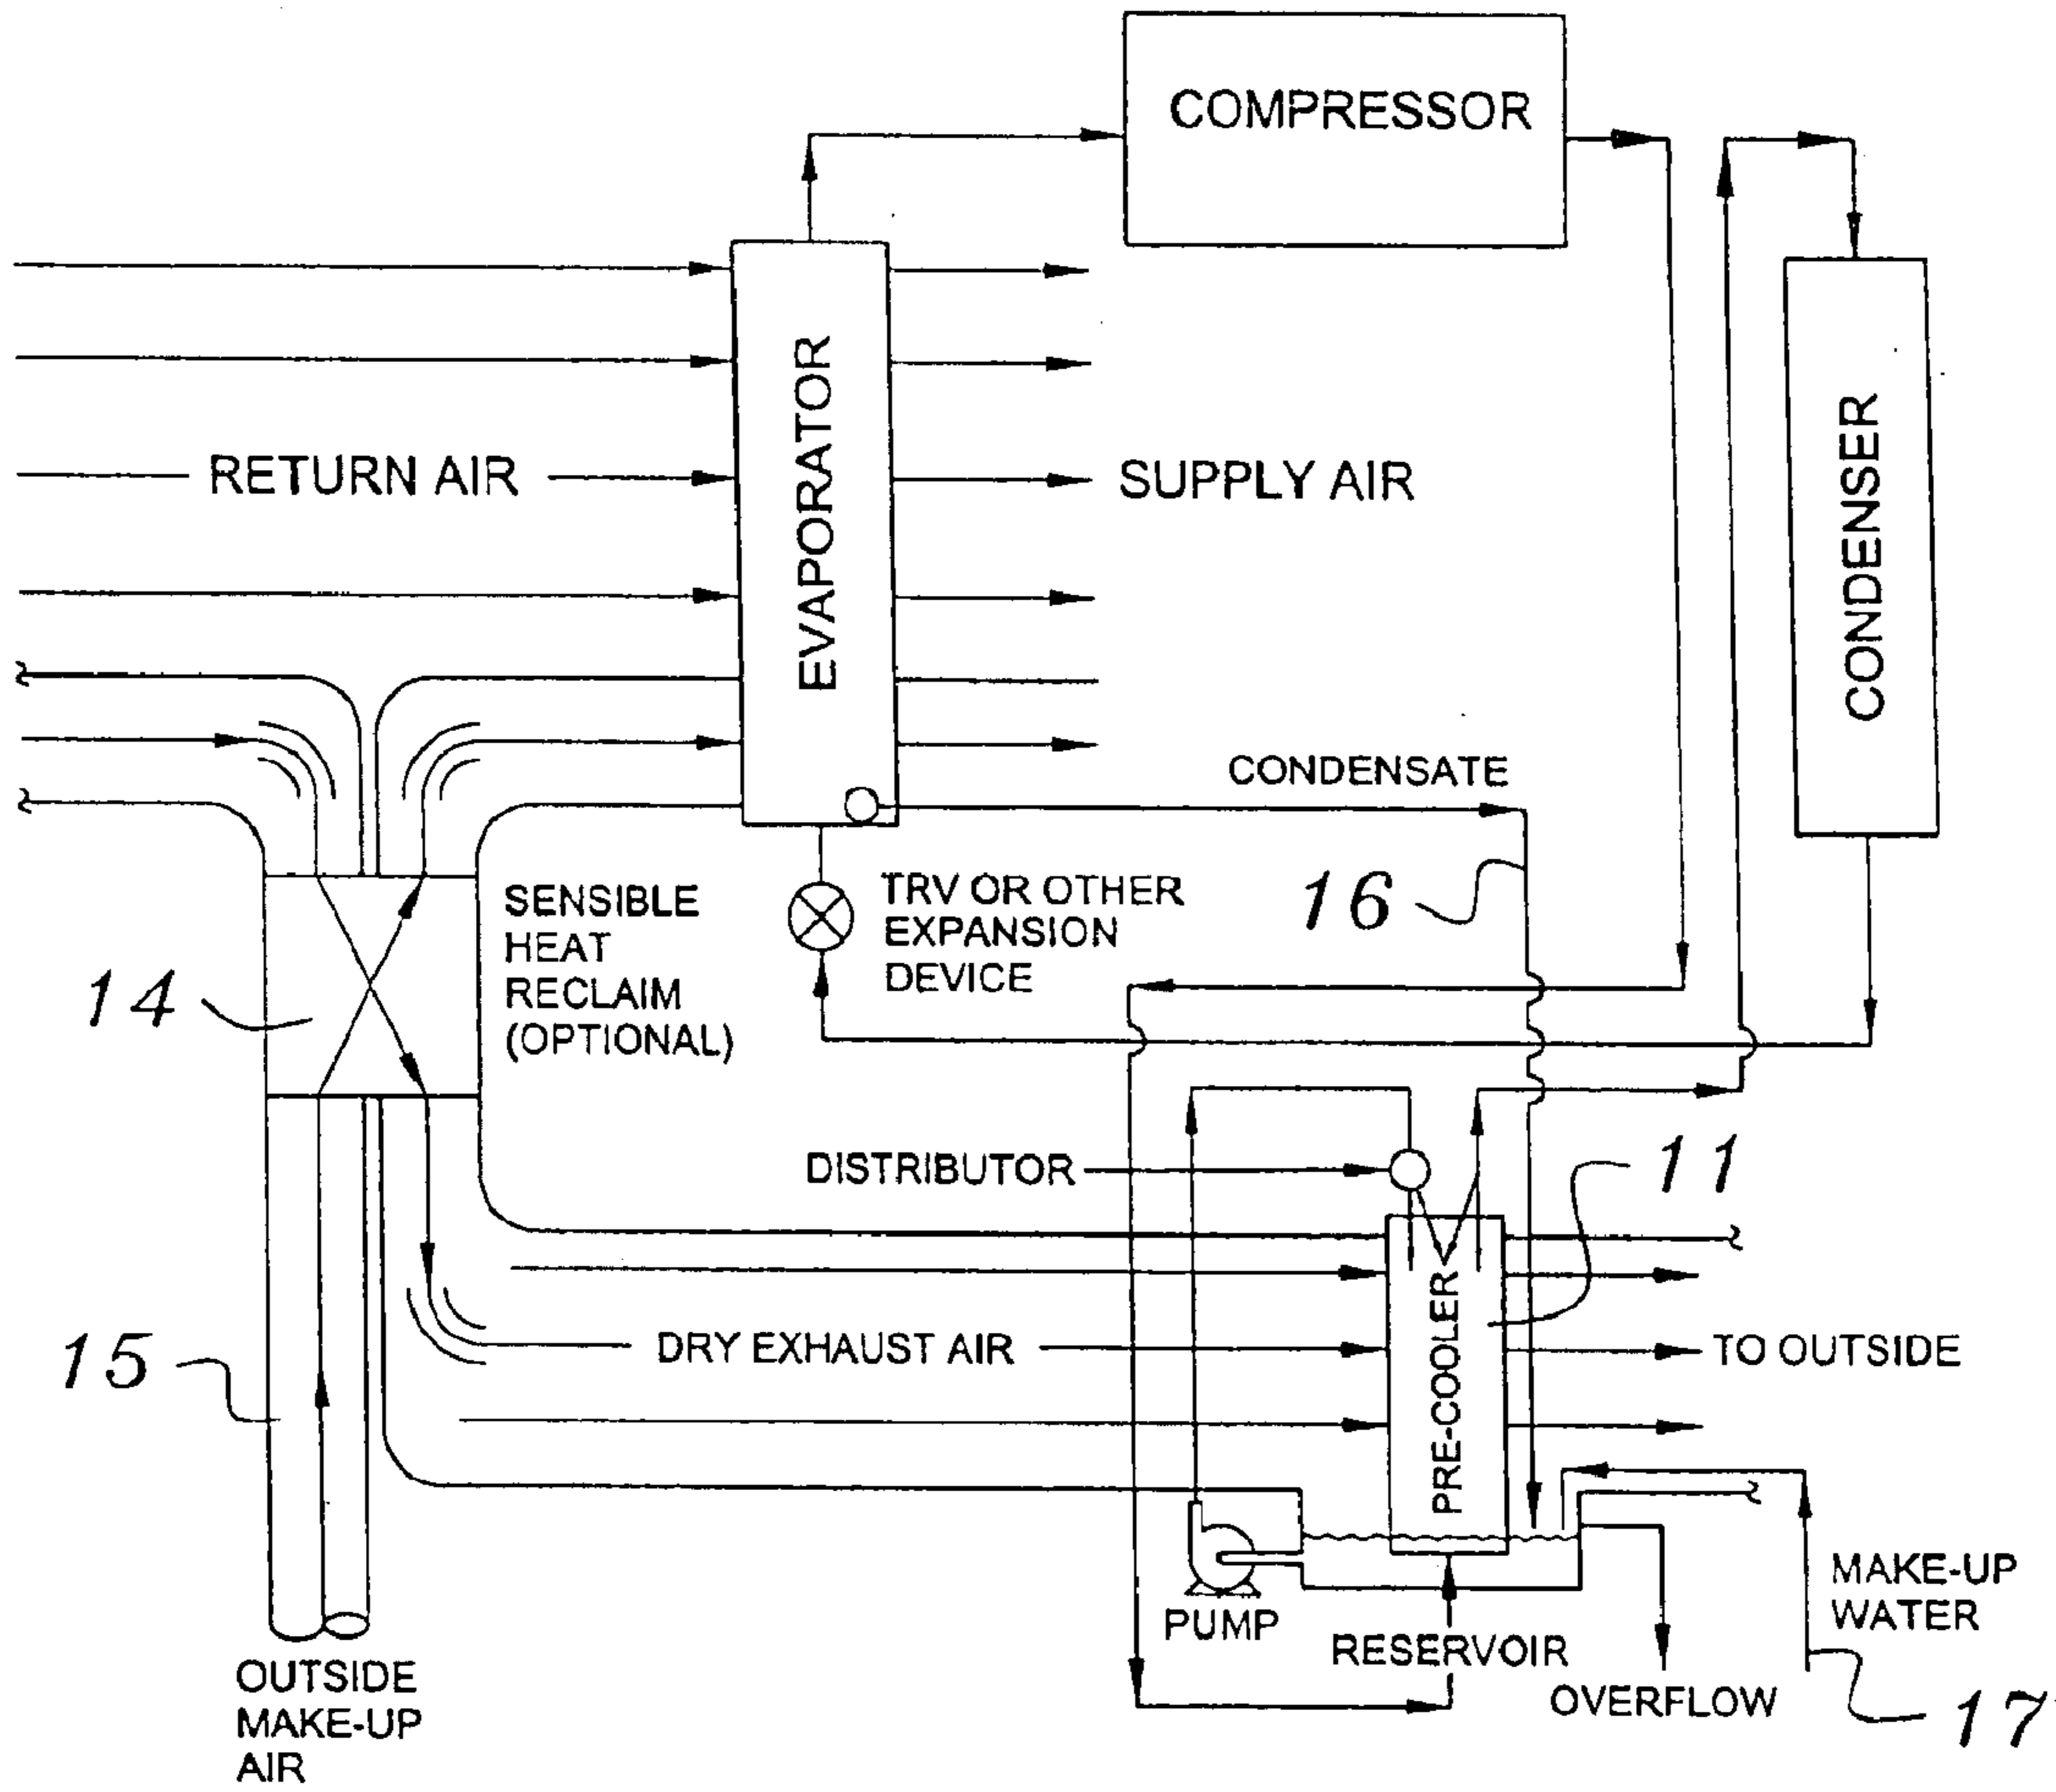 COMPRESSOR
EVAPORATOR
CONDENSER
RETURN AIR
SUPPLY AIR
CONDENSATE
16
TRV OR OTHER
EXPANSION
DEVICE
SENSIBLE
HEAT
RECLAIM
(OPTIONAL)
14
DISTRIBUTOR
11
PRE-COOLER
DRY EXHAUST AIR
TO OUTSIDE
15
PUMP
RESERVOIR
MAKE-UP
WATER
OVERFLOW
17
OUTSIDE
MAKE-UP
AIR